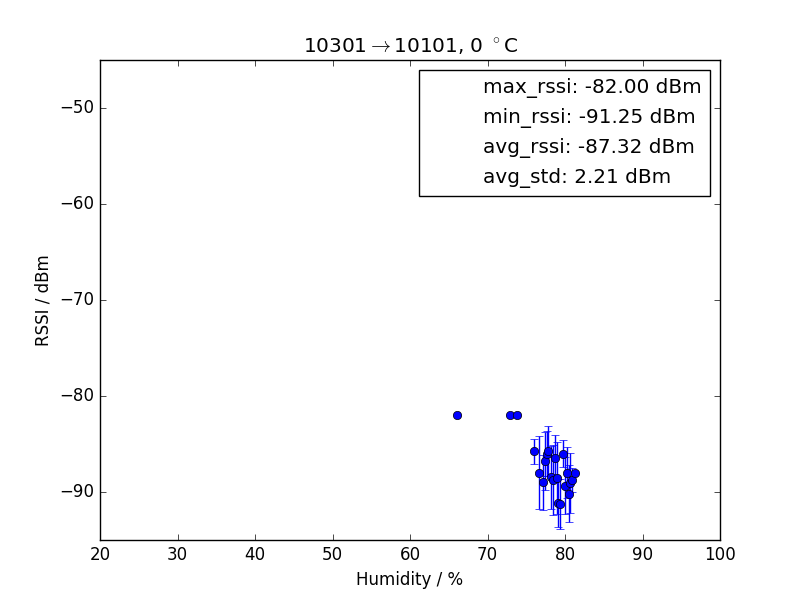 10301→10101, 0 °C
max_rssi: -82.00 dBm
min_rssi: -91.25 dBm
avg_rssi: -87.32 dBm
avg_std: 2.21 dBm
RSSI / dBm
−50
−60
−70
−80
−90
20 30 40 50 60 70 80 90 100
Humidity / %